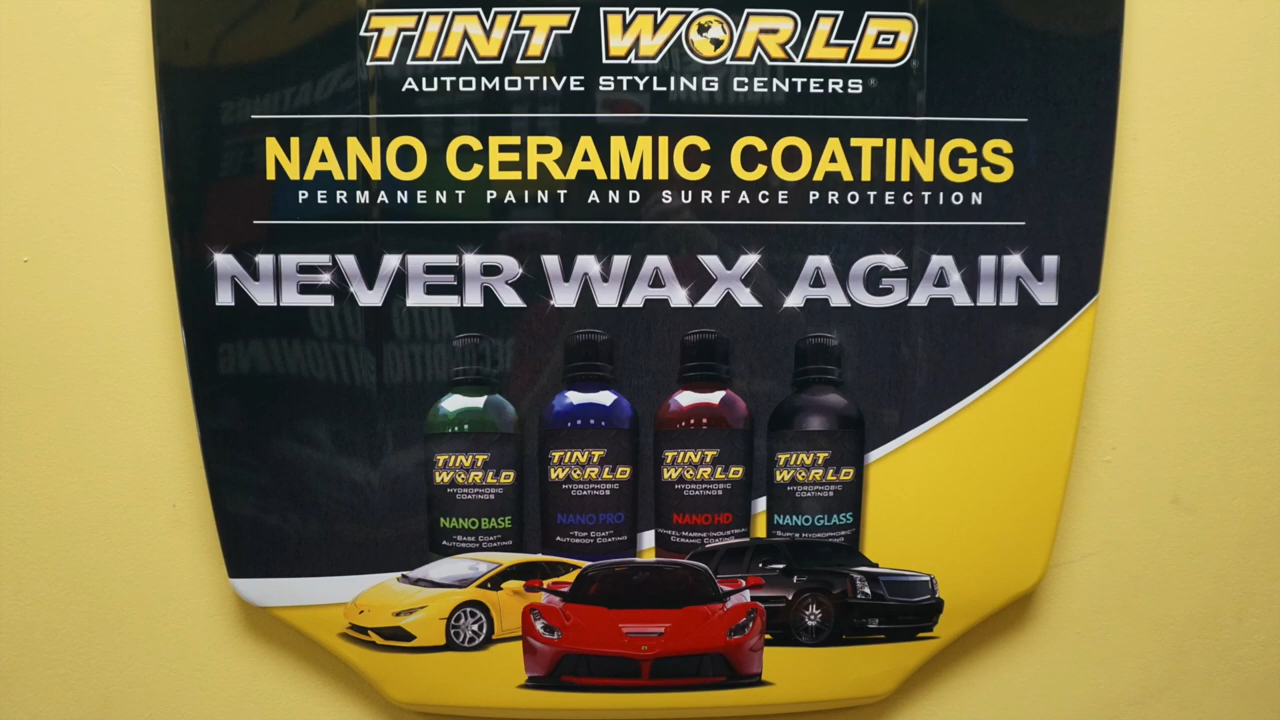 TINT WORLD®
AUTOMOTIVE STYLING CENTERS®
NANO CERAMIC COATINGS
PERMANENT PAINT AND SURFACE PROTECTION
NEVER WAX AGAIN
TINT WORLD
HYDROPHOBIC
COATINGS
NANO BASE
"BASE COAT"
AUTOBODY COATING
TINT WORLD
HYDROPHOBIC
COATINGS
NANO PRO
"TOP COAT"
AUTOBODY COATING
TINT WORLD
HYDROPHOBIC
COATINGS
NANO HD
WHEEL-MARINE-INDUSTRIAL
CERAMIC COATING
TINT WORLD
HYDROPHOBIC
COATINGS
NANO GLASS
"SUPER HYDROPHOBIC"